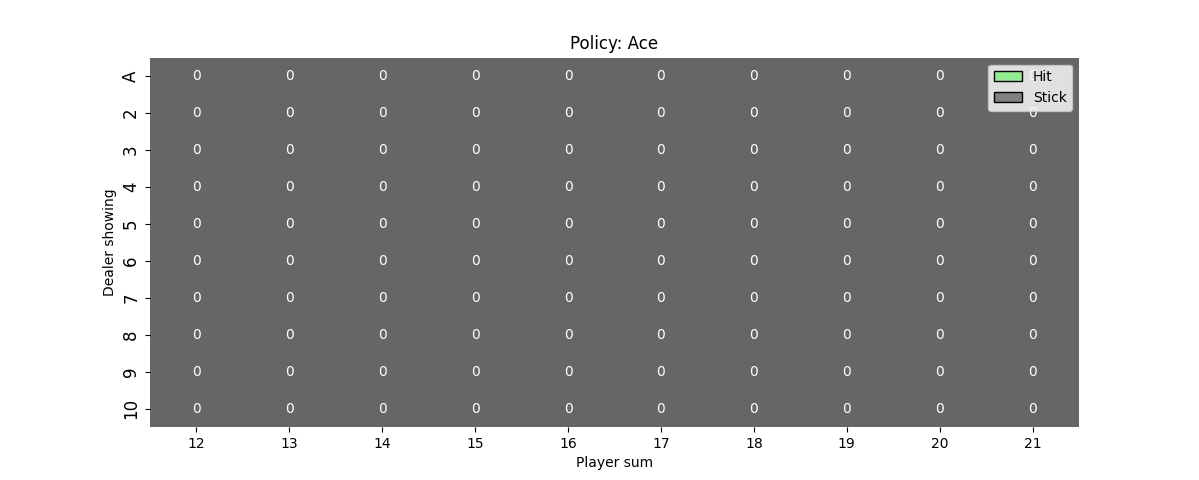 Policy: Ace
A 0 0 0 0 0 0 0 0 0 Hit
2 0 0 0 0 0 0 0 0 0 0 Stick
3 0 0 0 0 0 0 0 0 0 0
4 0 0 0 0 0 0 0 0 0 0
5 0 0 0 0 0 0 0 0 0 0
6 0 0 0 0 0 0 0 0 0 0
7 0 0 0 0 0 0 0 0 0 0
8 0 0 0 0 0 0 0 0 0 0
9 0 0 0 0 0 0 0 0 0 0
10 0 0 0 0 0 0 0 0 0 0
12 13 14 15 16 17 18 19 20 21
Player sum
Dealer showing